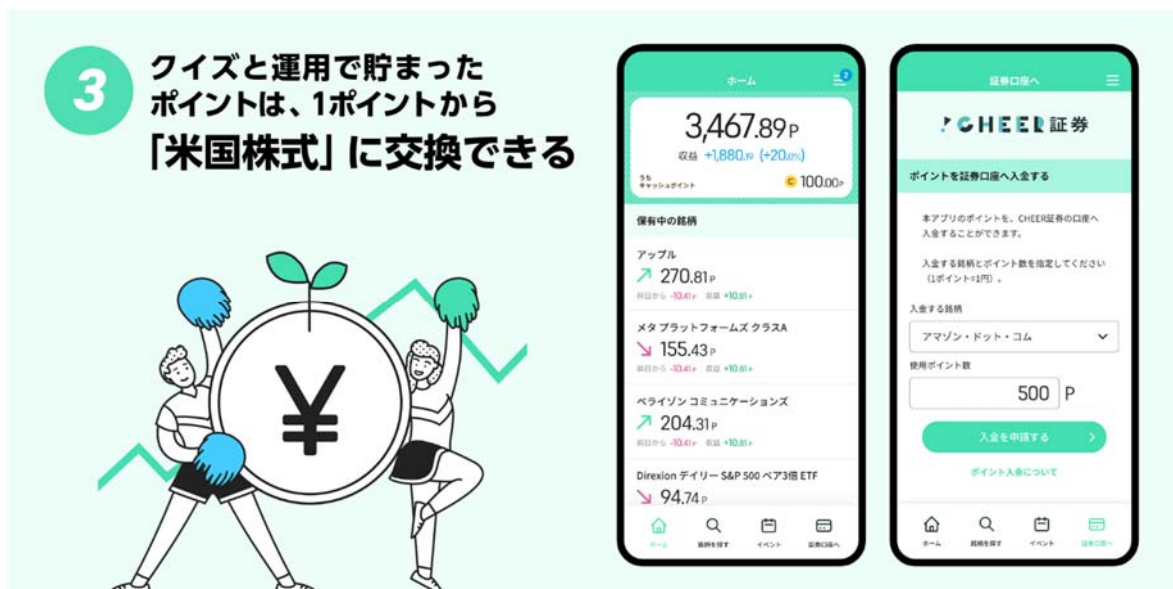 3
クイズと運用で貯まった
ポイントは、1ポイントから
「米国株式」に交換できる
¥
ホーム
2
3,467.89P
収益 +1,880.19 (+20.01%)
うち
キャッシュポイント
C 100.00P
保有中の銘柄
アップル
270.81P
前日から -10.41P 収益 +10.81P
メタ プラットフォームズ クラスA
155.43P
前日から -10.41P 収益 +10.81P
ベライゾン コミュニケーションズ
204.31P
前日から -10.41P 収益 +10.81P
Direxion デイリー S&P 500 ベア3倍 ETF
94.74P
ホーム
銘柄を探す
イベント
証券口座へ
証券口座へ
CHEER証券
ポイントを証券口座へ入金する
本アプリのポイントを、CHEER証券の口座へ
入金することができます。
入金する銘柄とポイント数を指定してください
(1ポイント=1円)。
入金する銘柄
アマゾン・ドット・コム
使用ポイント数
500 P
入金を申請する
ポイント入金について
ホーム
銘柄を探す
イベント
証券口座へ